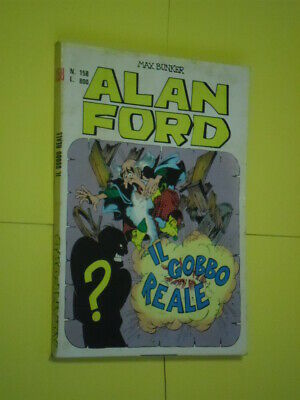 MAX BUNKER
N. 158
L. 800
ALAN
FORD
IL GOBBO REALE
IL
GOBBO
REALE
?